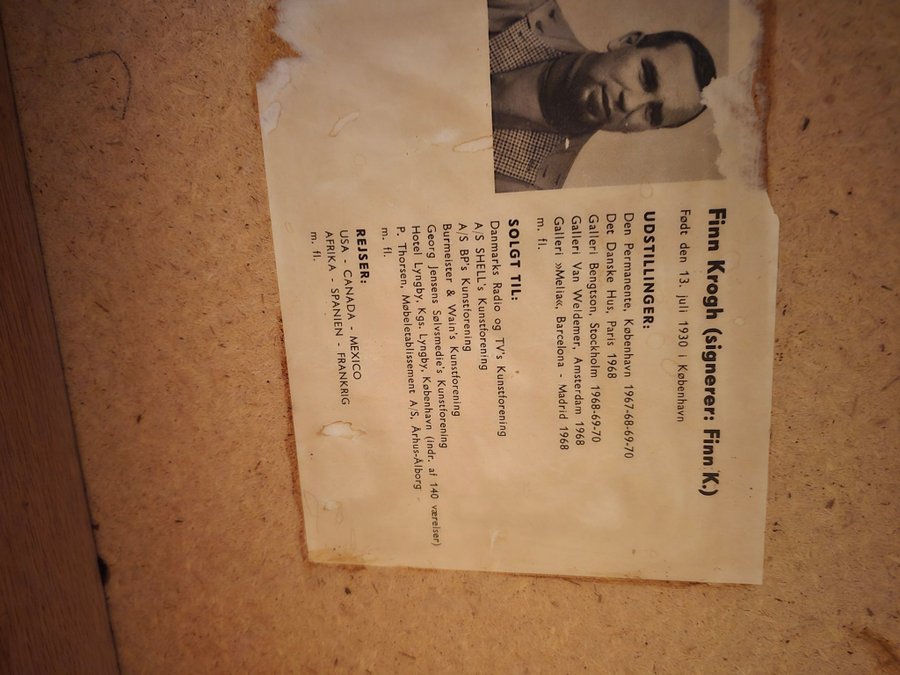 Finn Krogh (signerer: Finn K.)
Født den 13. juli 1930 i København
UDSTILLINGER:
Den Permanente, København 1967-68-69-70
Det Danske Hus, Paris 1968
Galleri Bengtson, Stockholm 1968-69-70
Galleri Van Weldemer, Amsterdam 1968
Galleri »Melia«, Barcelona - Madrid 1968
m. fl.
SOLGT TIL:
Danmarks Radio og TV's Kunstforening
A/S SHELL's Kunstforening
A/S BP's Kunstforening
Burmeister & Wain's Kunstforening
Georg Jensens Sølvsmedie's Kunstforening
Hotel Lyngby, Kgs. Lyngby, København (Indr. af 140 værelser)
P. Thorsen, Møbeletablissement A/S, Århus-Ålborg
m. fl.
REJSER:
USA - CANADA - MEXICO
AFRIKA - SPANIEN - FRANKRIG
m. fl.